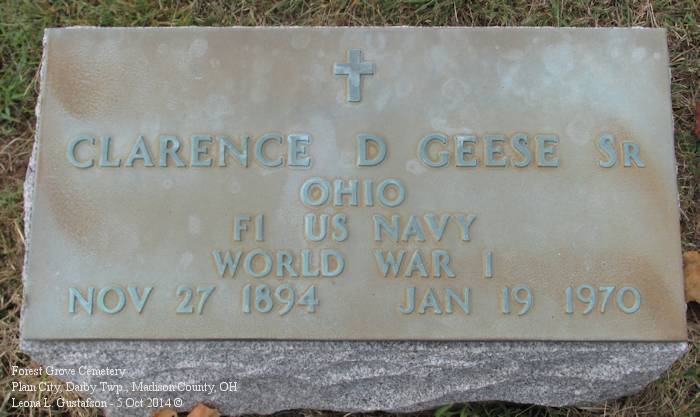 CLARENCE D GEESE SR
OHIO
F1 US NAVY
WORLD WAR I
NOV 27 1894 JAN 19 1970
Forest Grove Cemetery
Plain City, Darby Twp., Madison County, OH
Leona L. Gustafson - 5 Oct 2014 ©